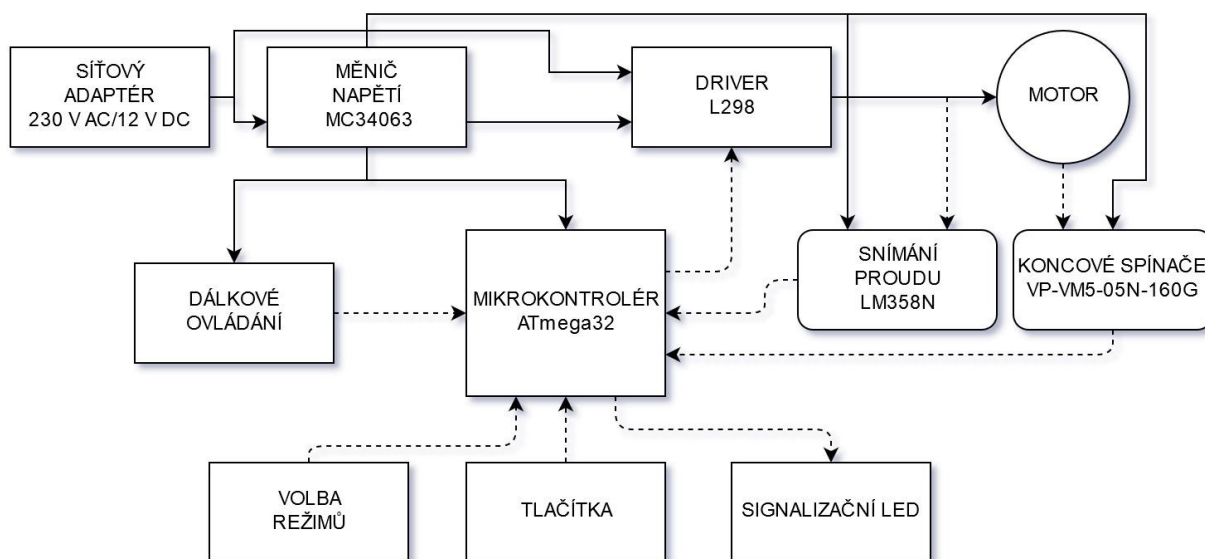 SÍŤOVÝ
ADAPTÉR
230 V AC/12 V DC
MĚNIČ
NAPĚTÍ
MC34063
DRIVER
L298
MOTOR
DÁLKOVÉ
OVLÁDÁNÍ
MIKROKONTROLÉR
ATmega32
SNÍMÁNÍ
PROUDU
LM358N
KONCOVÉ SPÍNAČE
VP-VM5-05N-160G
VOLBA
REŽIMŮ
TLAČÍTKA
SIGNALIZAČNÍ LED